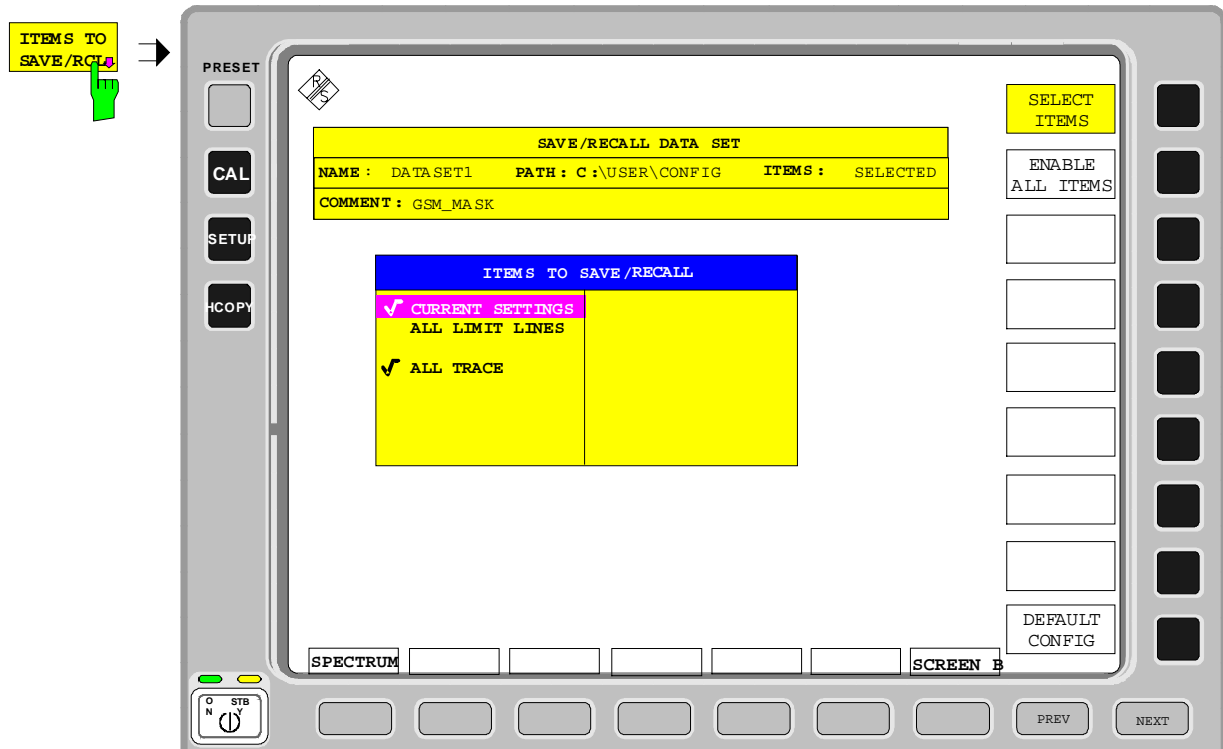 ITEMS TO
SAVE/RCL
PRESET
CAL
SETUP
HCOPY
R
S
SAVE/RECALL DATA SET
NAME: DATASET1 PATH: C:\USER\CONFIG ITEMS: SELECTED
COMMENT: GSM_MASK
ITEMS TO SAVE/RECALL
CURRENT SETTINGS
ALL LIMIT LINES
ALL TRACE
SELECT
ITEMS
ENABLE
ALL ITEMS
DEFAULT
CONFIG
SPECTRUM
SCREEN B
ON STBY
PREV
NEXT